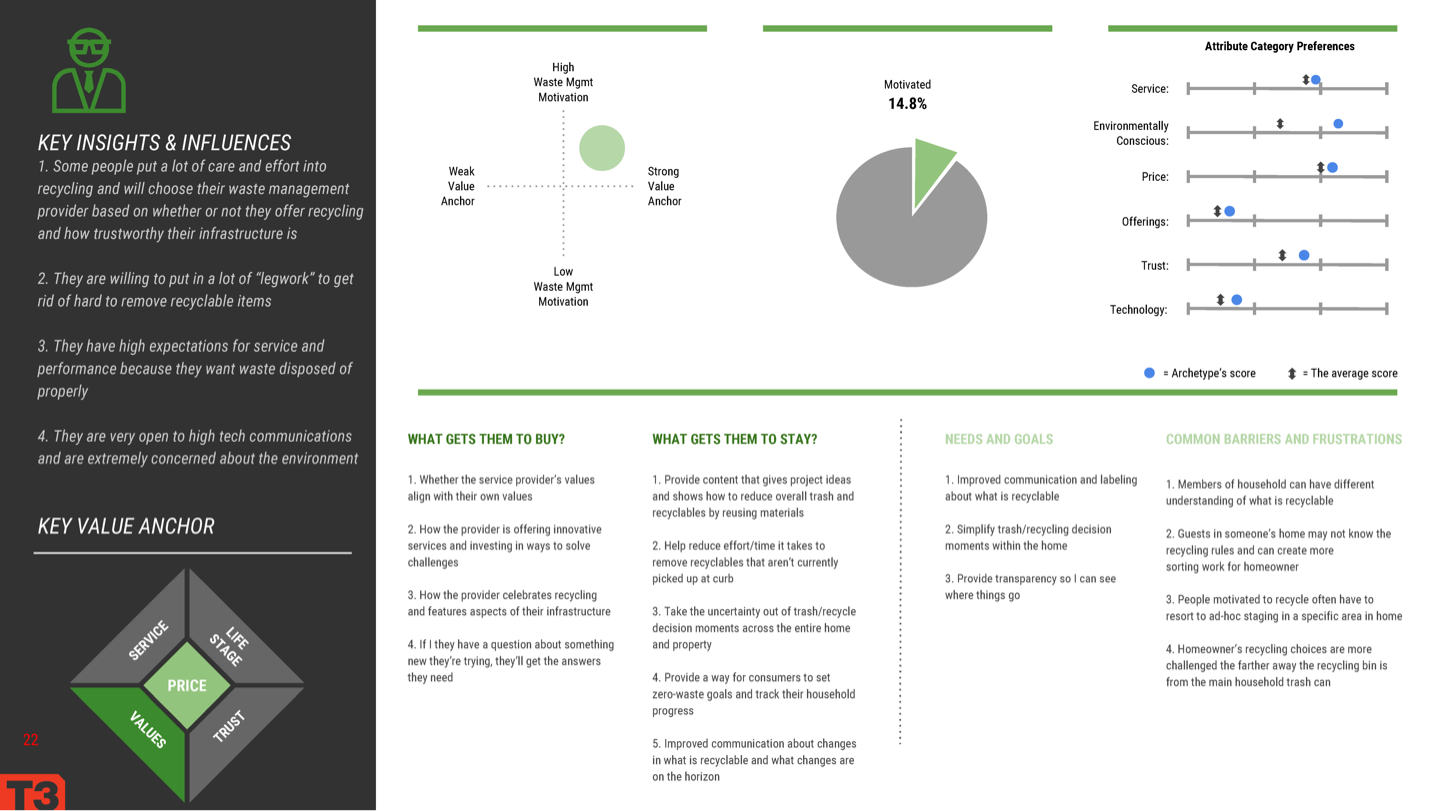 KEY INSIGHTS & INFLUENCES
1. Some people put a lot of care and effort into
recycling and will choose their waste management
provider based on whether or not they offer recycling
and how trustworthy their infrastructure is
2. They are willing to put in a lot of “legwork” to get
rid of hard to remove recyclable items
3. They have high expectations for service and
performance because they want waste disposed of
properly
4. They are very open to high tech communications
and are extremely concerned about the environment
KEY VALUE ANCHOR
SERVICE
LIFE
STAGE
PRICE
VALUES
TRUST
22
T3
High
Waste Mgmt
Motivation
Weak
Value
Anchor
Strong
Value
Anchor
Low
Waste Mgmt
Motivation
Motivated
14.8%
Attribute Category Preferences
Service:
Environmentally
Conscious:
Price:
Offerings:
Trust:
Technology:
= Archetype's score
= The average score
WHAT GETS THEM TO BUY?
1. Whether the service provider's values
align with their own values
2. How the provider is offering innovative
services and investing in ways to solve
challenges
3. How the provider celebrates recycling
and features aspects of their infrastructure
4. If I they have a question about something
new they're trying, they'll get the answers
they need
WHAT GETS THEM TO STAY?
1. Provide content that gives project ideas
and shows how to reduce overall trash and
recyclables by reusing materials
2. Help reduce effort/time it takes to
remove recyclables that aren't currently
picked up at curb
3. Take the uncertainty out of trash/recycle
decision moments across the entire home
and property
4. Provide a way for consumers to set
zero-waste goals and track their household
progress
5. Improved communication about changes
in what is recyclable and what changes are
on the horizon
NEEDS AND GOALS
1. Improved communication and labeling
about what is recyclable
2. Simplify trash/recycling decision
moments within the home
3. Provide transparency so I can see
where things go
COMMON BARRIERS AND FRUSTRATIONS
1. Members of household can have different
understanding of what is recyclable
2. Guests in someone's home may not know the
recycling rules and can create more
sorting work for homeowner
3. People motivated to recycle often have to
resort to ad-hoc staging in a specific area in home
4. Homeowner's recycling choices are more
challenged the farther away the recycling bin is
from the main household trash can